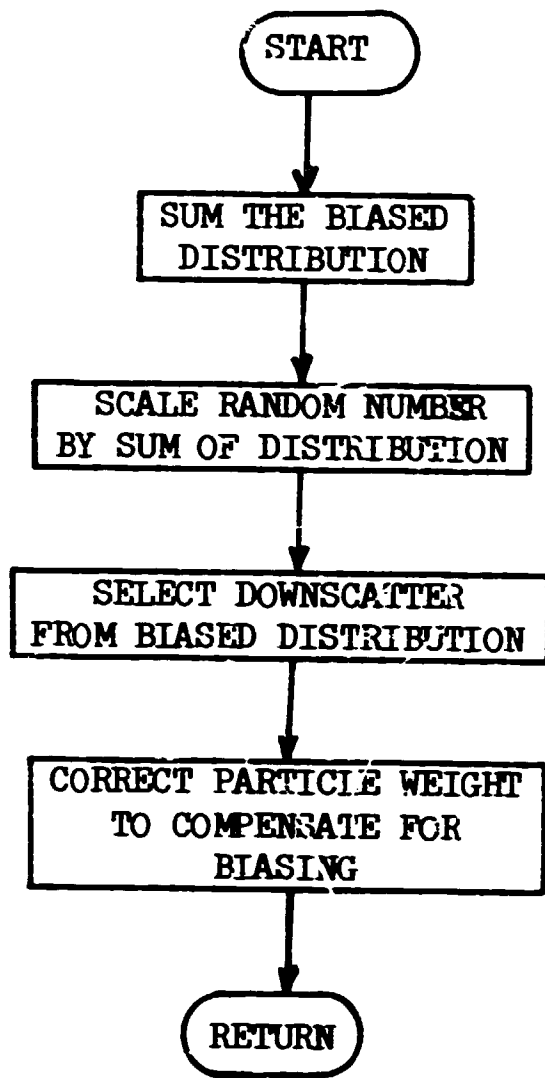 START
SUM THE BIASED
DISTRIBUTION
SCALE RANDOM NUMBER
BY SUM OF DISTRIBUTION
SELECT DOWNSCATTER
FROM BIASED DISTRIBUTION
CORRECT PARTICLE WEIGHT
TO COMPENSATE FOR
BIASING
RETURN